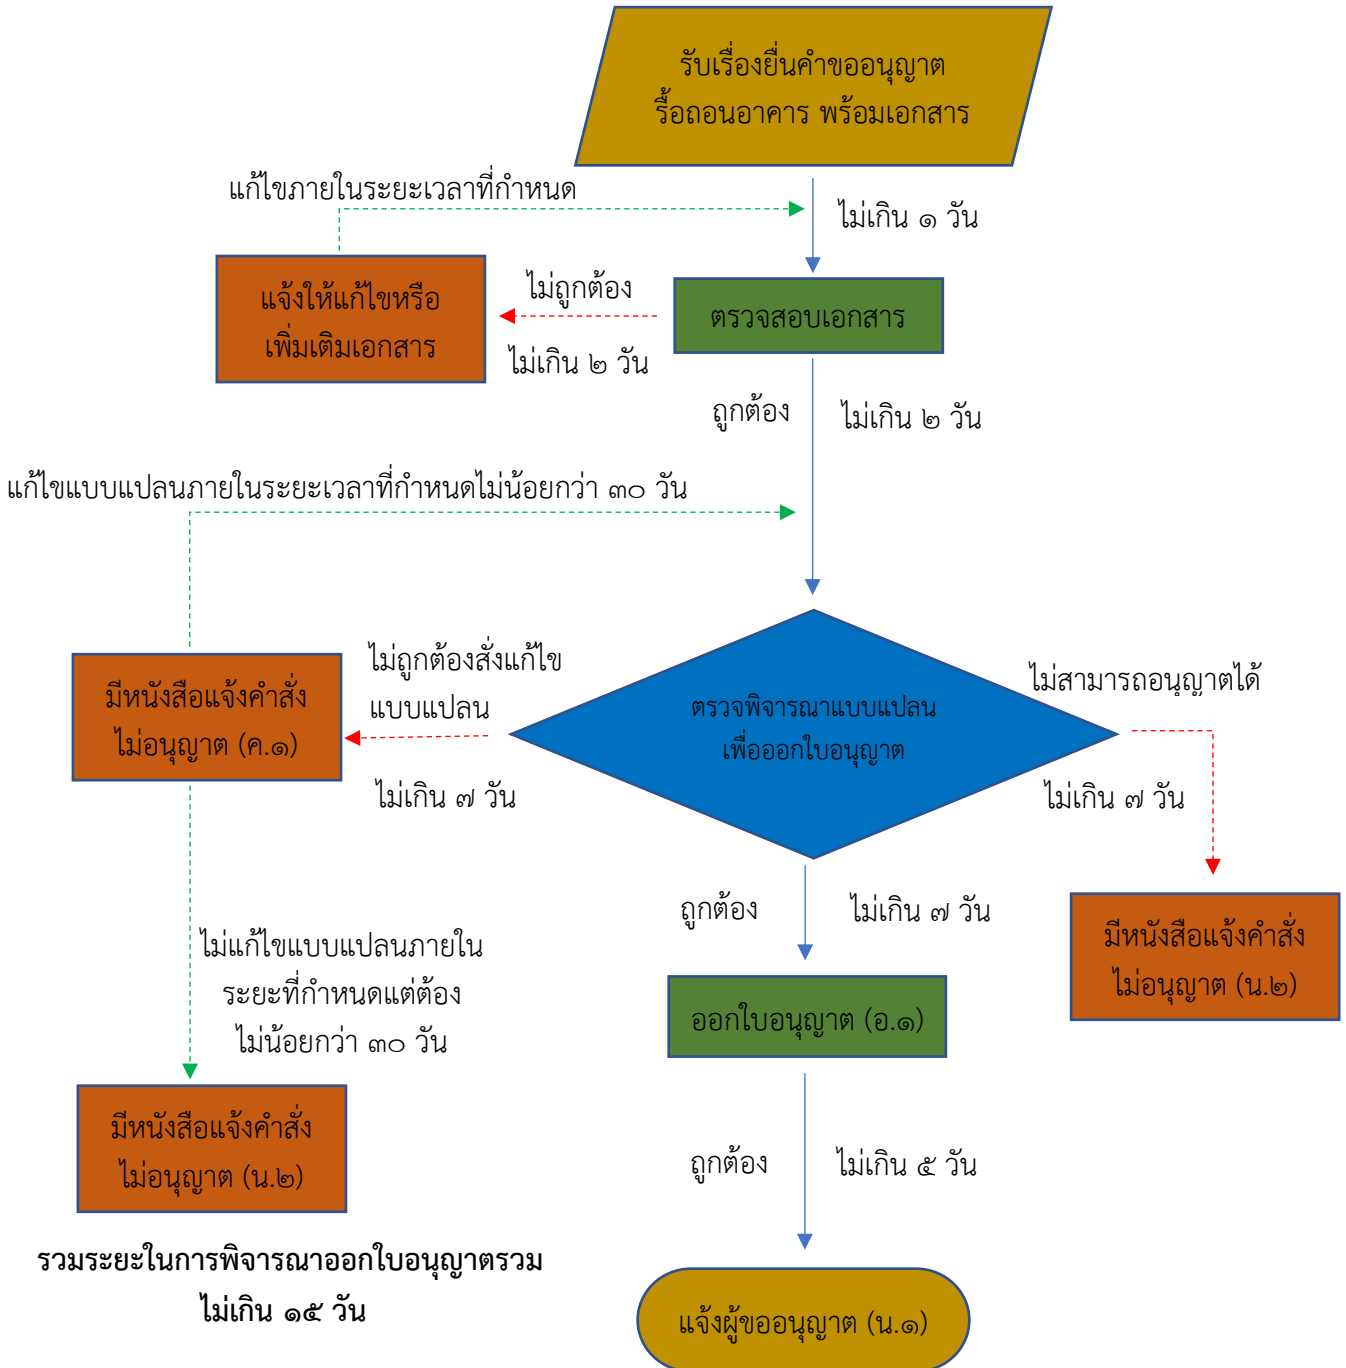 รับเรื่องยื่นคำขออนุญาต
รื้อถอนอาคาร พร้อมเอกสาร
แก้ไขภายในระยะเวลาที่กำหนด
ไม่เกิน ๑ วัน
แจ้งให้แก้ไขหรือ
เพิ่มเติมเอกสาร
ไม่ถูกต้อง
ไม่เกิน ๒ วัน
ตรวจสอบเอกสาร
ถูกต้อง
ไม่เกิน ๒ วัน
แก้ไขแบบแปลนภายในระยะเวลาที่กำหนดไม่น้อยกว่า ๓๐ วัน
มีหนังสือแจ้งคำสั่ง
ไม่อนุญาต (ค.๑)
ไม่ถูกต้องสั่งแก้ไข
แบบแปลน
ไม่เกิน ๗ วัน
ตรวจพิจารณาแบบแปลน
เพื่อออกใบอนุญาต
ไม่สามารถอนุญาตได้
ไม่เกิน ๗ วัน
ถูกต้อง
ไม่เกิน ๗ วัน
มีหนังสือแจ้งคำสั่ง
ไม่อนุญาต (น.๒)
ไม่แก้ไขแบบแปลนภายใน
ระยะที่กำหนดแต่ต้อง
ไม่น้อยกว่า ๓๐ วัน
ออกใบอนุญาต (อ.๑)
มีหนังสือแจ้งคำสั่ง
ไม่อนุญาต (น.๒)
ถูกต้อง
ไม่เกิน ๕ วัน
รวมระยะในการพิจารณาออกใบอนุญาตรวม
ไม่เกิน ๑๕ วัน
แจ้งผู้ขออนุญาต (น.๑)